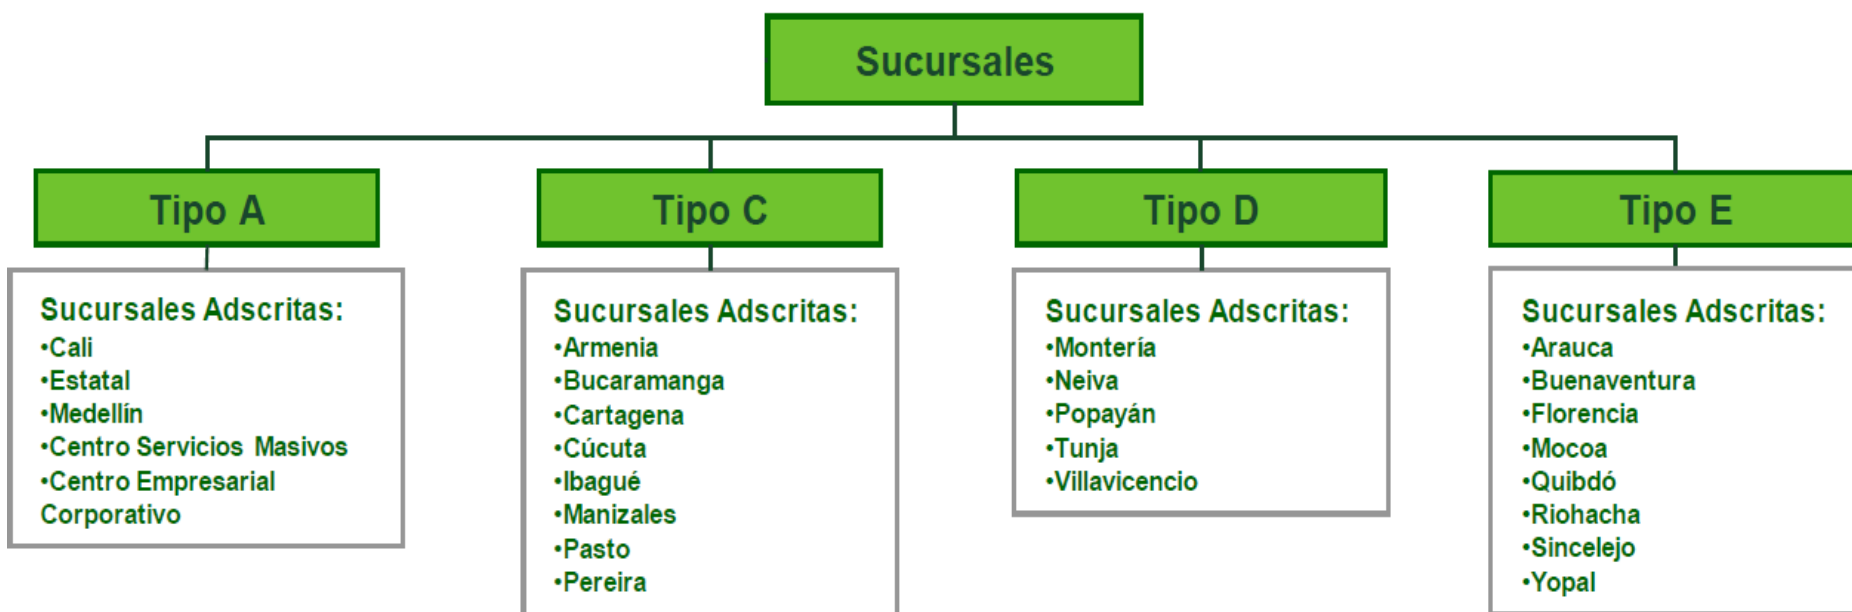 Sucursales
Tipo A
Sucursales Adscritas:
•Cali
•Estatal
•Medellín
•Centro Servicios Masivos
•Centro Empresarial
Corporativo
Tipo C
Sucursales Adscritas:
•Armenia
•Bucaramanga
•Cartagena
•Cúcuta
•Ibagué
•Manizales
•Pasto
•Pereira
Tipo D
Sucursales Adscritas:
•Montería
•Neiva
•Popayán
•Tunja
•Villavicencio
Tipo E
Sucursales Adscritas:
•Arauca
•Buenaventura
•Florencia
•Mocoa
•Quibdó
•Riohacha
•Sincelejo
•Yopal